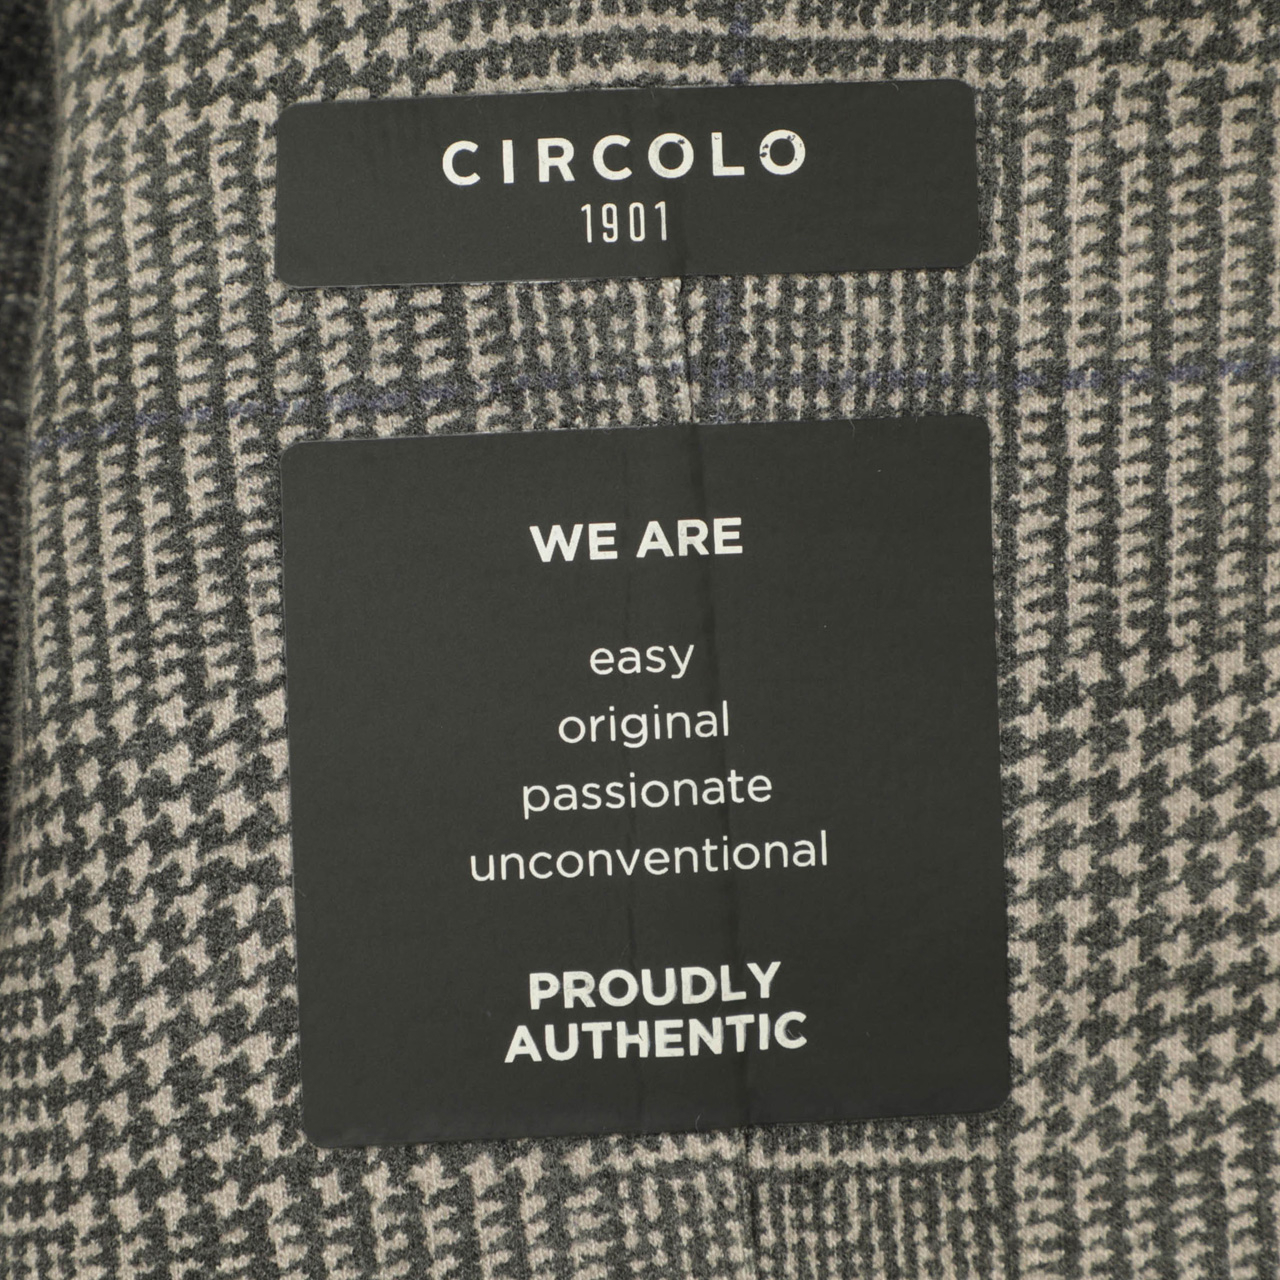 CIRCOLO
1901
WE ARE
easy
original
passionate
unconventional
PROUDLY
AUTHENTIC